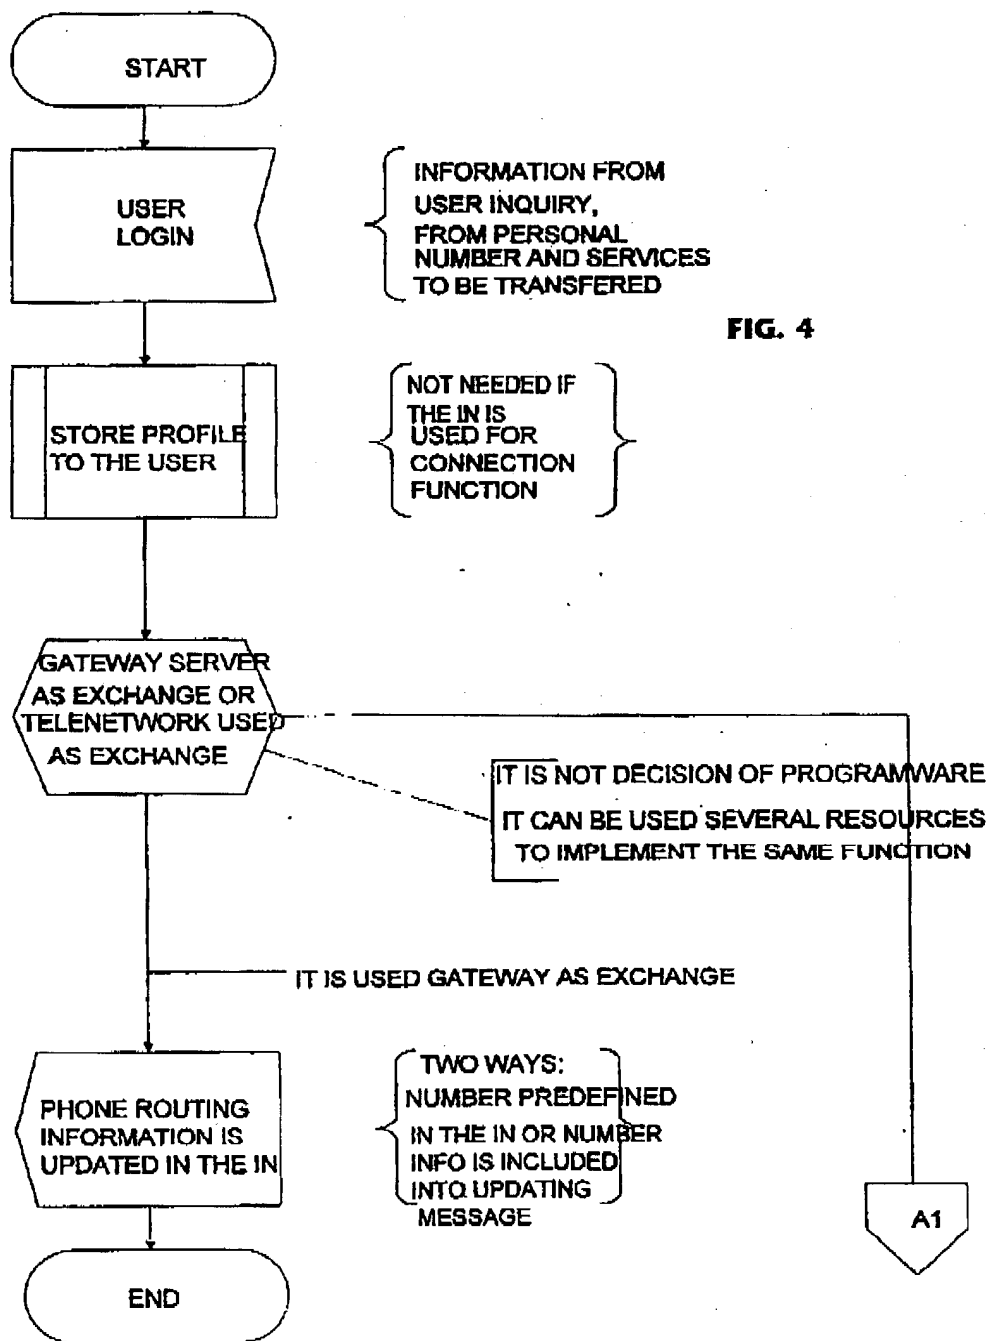 START
USER
LOGIN
INFORMATION FROM
USER INQUIRY,
FROM PERSONAL
NUMBER AND SERVICES
TO BE TRANSFERED
FIG. 4
STORE PROFILE
TO THE USER
NOT NEEDED IF
THE IN IS
USED FOR
CONNECTION
FUNCTION
GATEWAY SERVER
AS EXCHANGE OR
TELENETWORK USED
AS EXCHANGE
IT IS NOT DECISION OF PROGRAMWARE
IT CAN BE USED SEVERAL RESOURCES
TO IMPLEMENT THE SAME FUNCTION
IT IS USED GATEWAY AS EXCHANGE
PHONE ROUTING
INFORMATION IS
UPDATED IN THE IN
TWO WAYS:
NUMBER PREDEFINED
IN THE IN OR NUMBER
INFO IS INCLUDED
INTO UPDATING
MESSAGE
A1
END